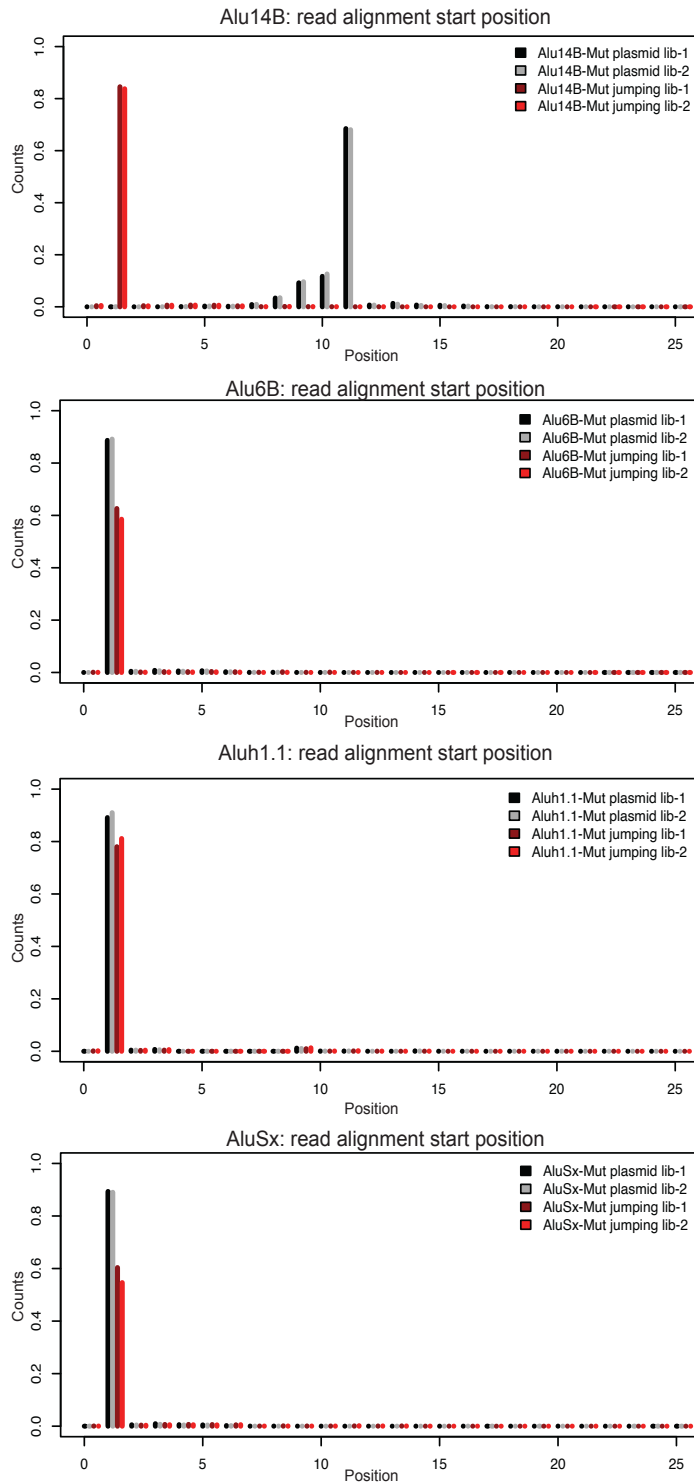 Alu14B: read alignment start position
Alu14B-Mut plasmid lib-1
Alu14B-Mut plasmid lib-2
Alu14B-Mut jumping lib-1
Alu14B-Mut jumping lib-2
Counts
1.0
0.8
0.6
0.4
0.2
0.0
0 5 10 15 20 25
Position
Alu6B: read alignment start position
Alu6B-Mut plasmid lib-1
Alu6B-Mut plasmid lib-2
Alu6B-Mut jumping lib-1
Alu6B-Mut jumping lib-2
Counts
1.0
0.8
0.6
0.4
0.2
0.0
0 5 10 15 20 25
Position
Aluh1.1: read alignment start position
Aluh1.1-Mut plasmid lib-1
Aluh1.1-Mut plasmid lib-2
Aluh1.1-Mut jumping lib-1
Aluh1.1-Mut jumping lib-2
Counts
1.0
0.8
0.6
0.4
0.2
0.0
0 5 10 15 20 25
Position
AluSx: read alignment start position
AluSx-Mut plasmid lib-1
AluSx-Mut plasmid lib-2
AluSx-Mut jumping lib-1
AluSx-Mut jumping lib-2
Counts
1.0
0.8
0.6
0.4
0.2
0.0
0 5 10 15 20 25
Position